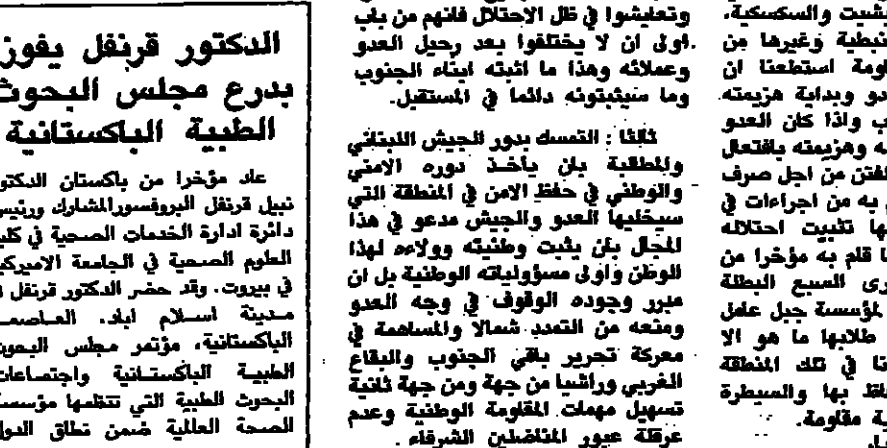 بشيت والسكسكية،
نبطية وغيرها من
اومة استطعنا ان
دو وبداية هزيمته
ب واذا كان العدو
ه وهزيمته بافتعال
لفتن من اجل صرف
م به من اجراءات في
ها تثبيت احتلاله
ا قام به مؤخرا من
رى السبع البطلة
لمؤسسة جبل عامل
طلابها ما هو الا
نا في تلك المنطقة
اظ بها والسيطرة
ية مقاومة.
وتعايشوا في ظل الاحتلال فانهم من باب
اولى ان لا يختلفوا بعد رحيل العدو
وعملائه وهذا ما اثبته ابناء الجنوب
وما سيثبتونه دائما في المستقبل.
ثالثا : التمسك بدور الجيش اللبناني
والمطالبة بان يأخذ دوره الامني
والوطني في حفظ الامن في المنطقة التي
سيخليها العدو والجيش مدعو في هذا
المجال بان يثبت وطنيته وولاءه لهذا
الوطن واولى مسؤولياته الوطنية بل ان
مبرر وجوده الوقوف في وجه العدو
ومنعه من التمدد شمالا والمساهمة في
معركة تحرير باقي الجنوب والبقاع
الغربي وراشيا من جهة ومن جهة ثانية
تسهيل مهمات المقاومة الوطنية وعدم
عرقلة عبور المناضلين الشرفاء .
الدكتور قرنفل يفوز
بدرع مجلس البحوث
الطبية الباكستانية
عاد مؤخرا من باكستان الدكتور
نبيل قرنفل البروفسور المشارك ورئيس
دائرة ادارة الخدمات الصحية في كلية
العلوم الصحية في الجامعة الاميركية
في بيروت. وقد حضر الدكتور قرنفل
مدينة اسلام اباد، العاصمة
الباكستانية، مؤتمر مجلس البحوث
الطبية الباكستانية واجتماعات
البحوث الطبية التي تنظمها مؤسسة
الصحة العالمية ضمن نطاق الدول